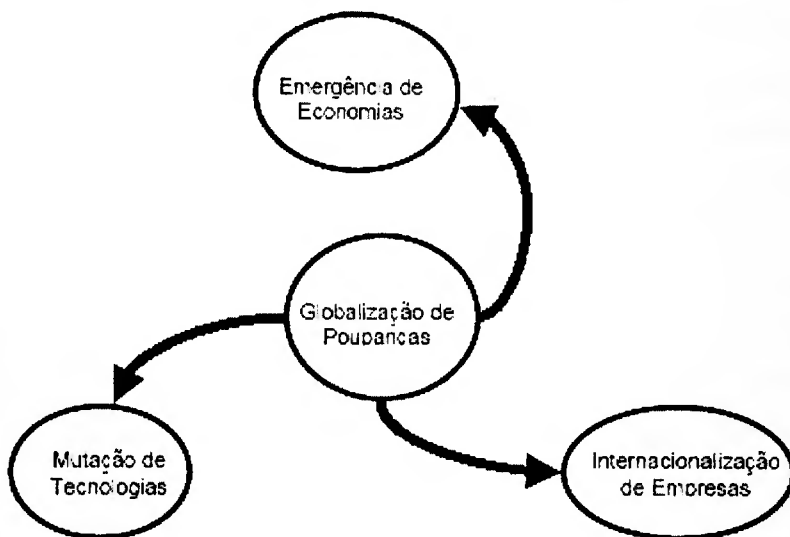 Emergência de
Economias
Globalização de
Poupanças
Mutação de
Tecnologias
Internacionalização
de Empresas